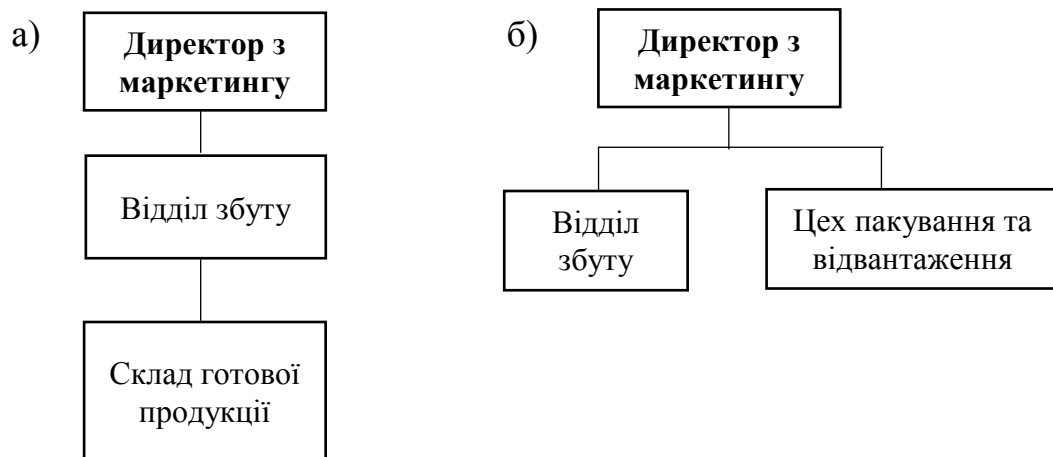 а)
Директор з
маркетингу
Відділ збуту
Склад готової
продукції
б)
Директор з
маркетингу
Відділ
збуту
Цех пакування та
відвантаження